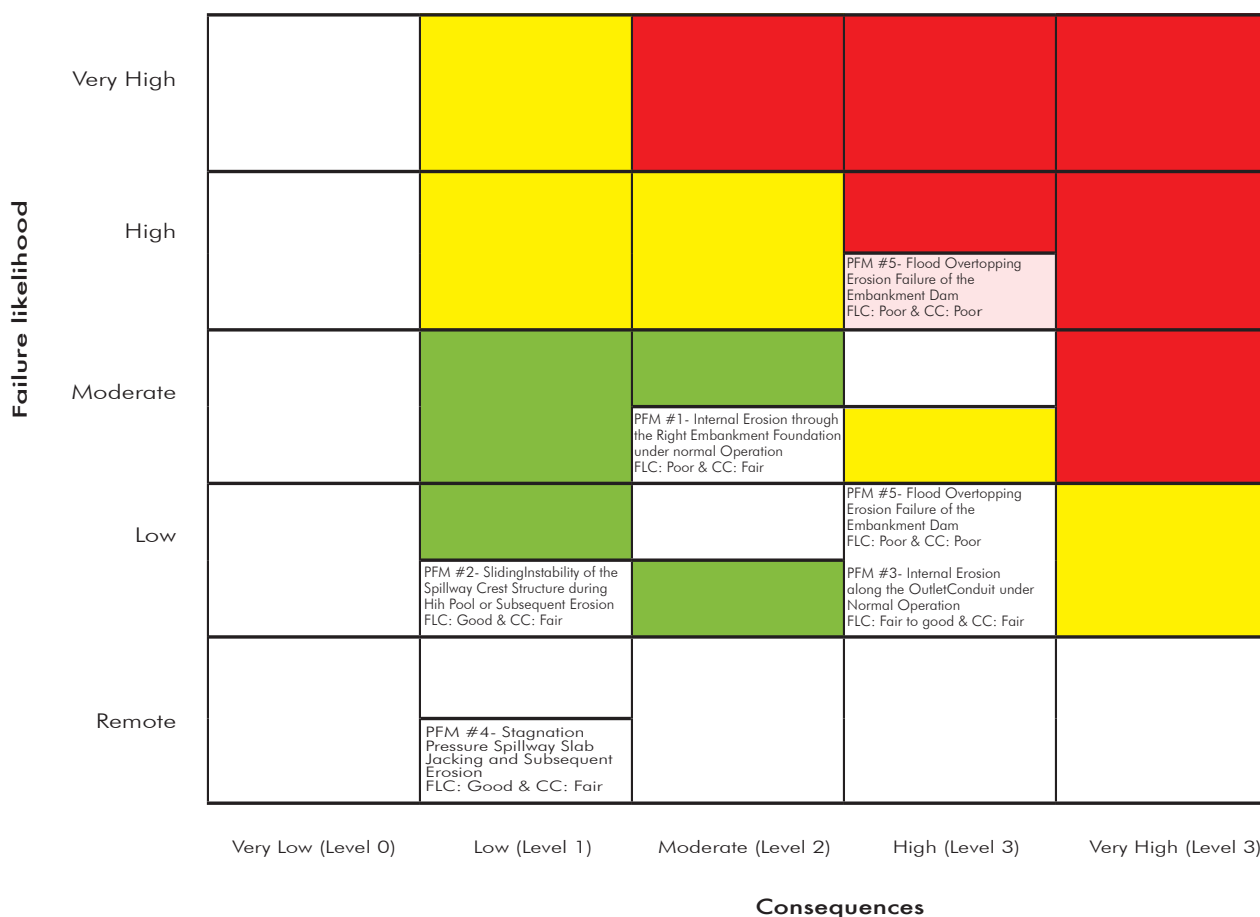 Failure likelihood
Very High
High
PFM #5- Flood Overtopping
Erosion Failure of the
Embankment Dam
FLC: Poor & CC: Poor
Moderate
PFM #1- Internal Erosion through
the Right Embankment Foundation
under normal Operation
FLC: Poor & CC: Fair
Low
PFM #5- Flood Overtopping
Erosion Failure of the
Embankment Dam
FLC: Poor & CC: Poor
PFM #2- SlidingInstability of the
Spillway Crest Structure during
Hih Pool or Subsequent Erosion
FLC: Good & CC: Fair
PFM #3- Internal Erosion
along the OutletConduit under
Normal Operation
FLC: Fair to good & CC: Fair
Remote
PFM #4- Stagnation
Pressure Spillway Slab
Jacking and Subsequent
Erosion
FLC: Good & CC: Fair
Very Low (Level 0)
Low (Level 1)
Moderate (Level 2)
High (Level 3)
Very High (Level 3)
Consequences